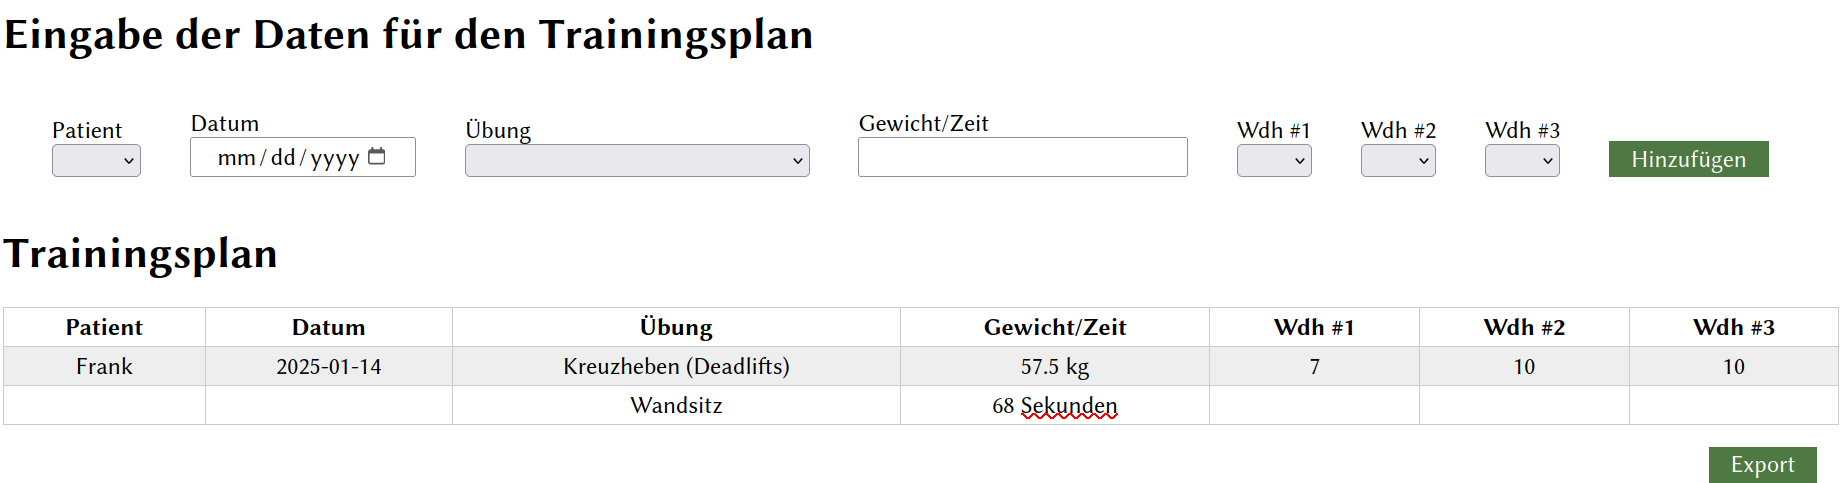 Eingabe der Daten für den Trainingsplan
Patient Datum Übung Gewicht/Zeit Wdh #1 Wdh #2 Wdh #3
mm/dd/yyyy Hinzufügen
Trainingsplan
Patient Datum Übung Gewicht/Zeit Wdh #1 Wdh #2 Wdh #3
Frank 2025-01-14 Kreuzheben (Deadlifts) 57.5 kg 7 10 10
Wandsitz 68 Sekunden
Export